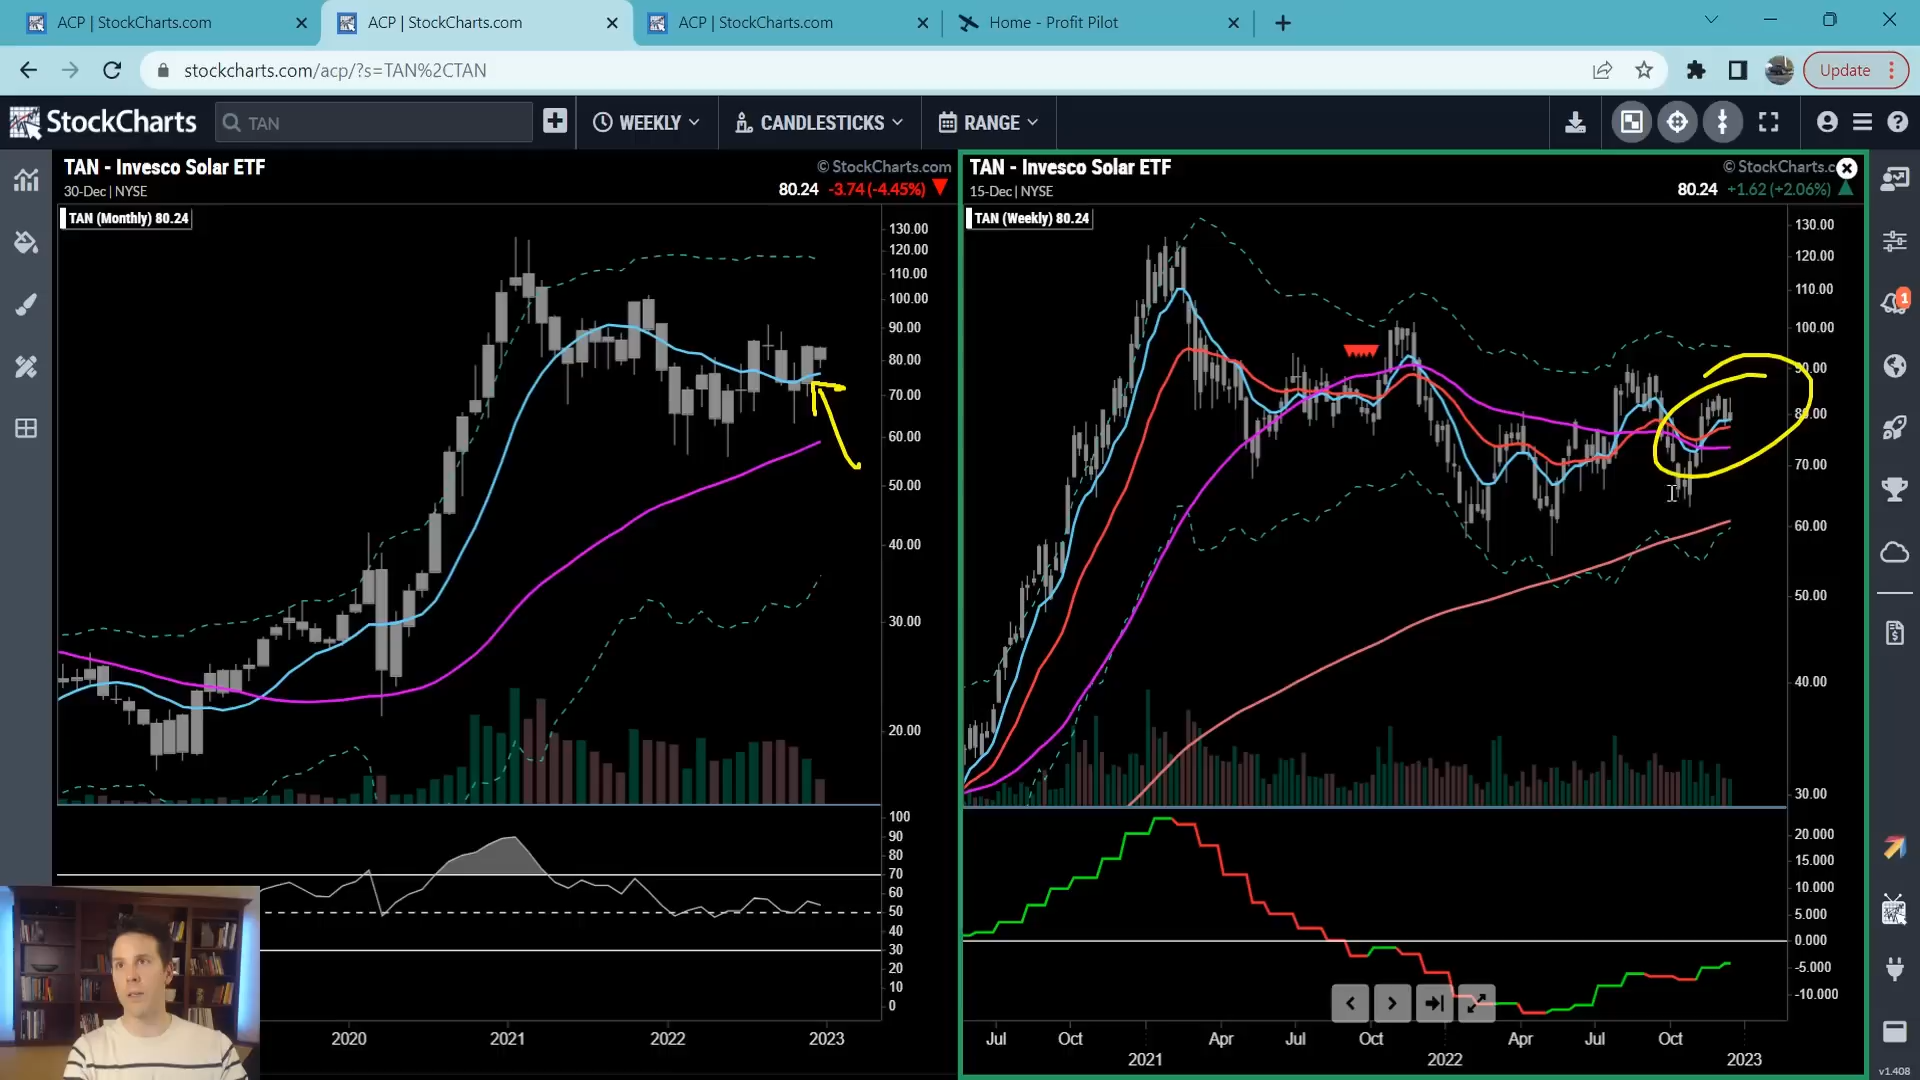 ACP | StockCharts.com
ACP | StockCharts.com
ACP | StockCharts.com
Home - Profit Pilot
stockcharts.com/acp/?s=TAN%2CTAN
Update
StockCharts
TAN
WEEKLY
CANDLESTICKS
RANGE
TAN - Invesco Solar ETF
© StockCharts.com
30-Dec | NYSE
80.24 -3.74 (-4.45%)
TAN (Monthly) 80.24
130.00
120.00
110.00
100.00
90.00
80.00
70.00
60.00
50.00
40.00
30.00
20.00
100
90
80
70
60
50
40
30
20
10
0
2020
2021
2022
2023
TAN - Invesco Solar ETF
© StockCharts.c
15-Dec | NYSE
80.24 +1.62 (+2.06%)
TAN (Weekly) 80.24
130.00
120.00
110.00
100.00
90.00
80.00
70.00
60.00
50.00
40.00
30.00
20.000
15.000
10.000
5.000
0.000
-5.000
-10.000
Jul
Oct
Apr
Jul
Oct
Apr
Jul
Oct
2021
2022
2023
1
v1.408